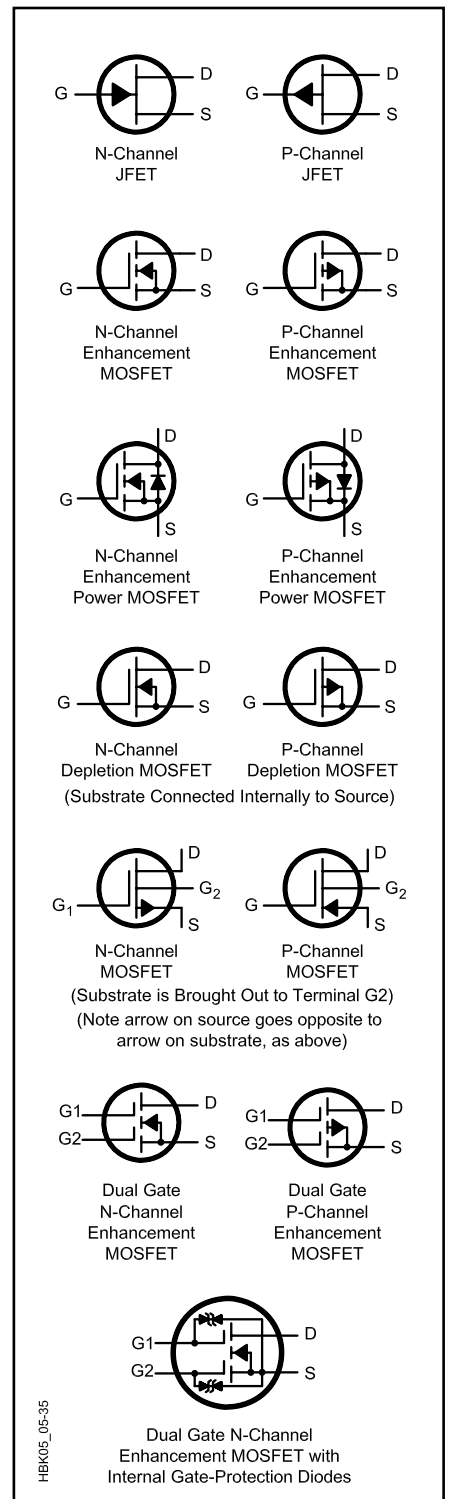 G D S G D S
N-Channel P-Channel
JFET JFET
G D S G D S
N-Channel P-Channel
Enhancement Enhancement
MOSFET MOSFET
G D S G D S
N-Channel P-Channel
Enhancement Enhancement
Power MOSFET Power MOSFET
G D S G D S
N-Channel P-Channel
Depletion MOSFET Depletion MOSFET
(Substrate Connected Internally to Source)
G1 D G2 S G D G2 S
N-Channel P-Channel
MOSFET MOSFET
(Substrate is Brought Out to Terminal G2)
(Note arrow on source goes opposite to
arrow on substrate, as above)
G1 G2 D S G1 G2 D S
Dual Gate Dual Gate
N-Channel P-Channel
Enhancement Enhancement
MOSFET MOSFET
G1 G2 D S
Dual Gate N-Channel
Enhancement MOSFET with
Internal Gate-Protection Diodes
HBK05_05-35